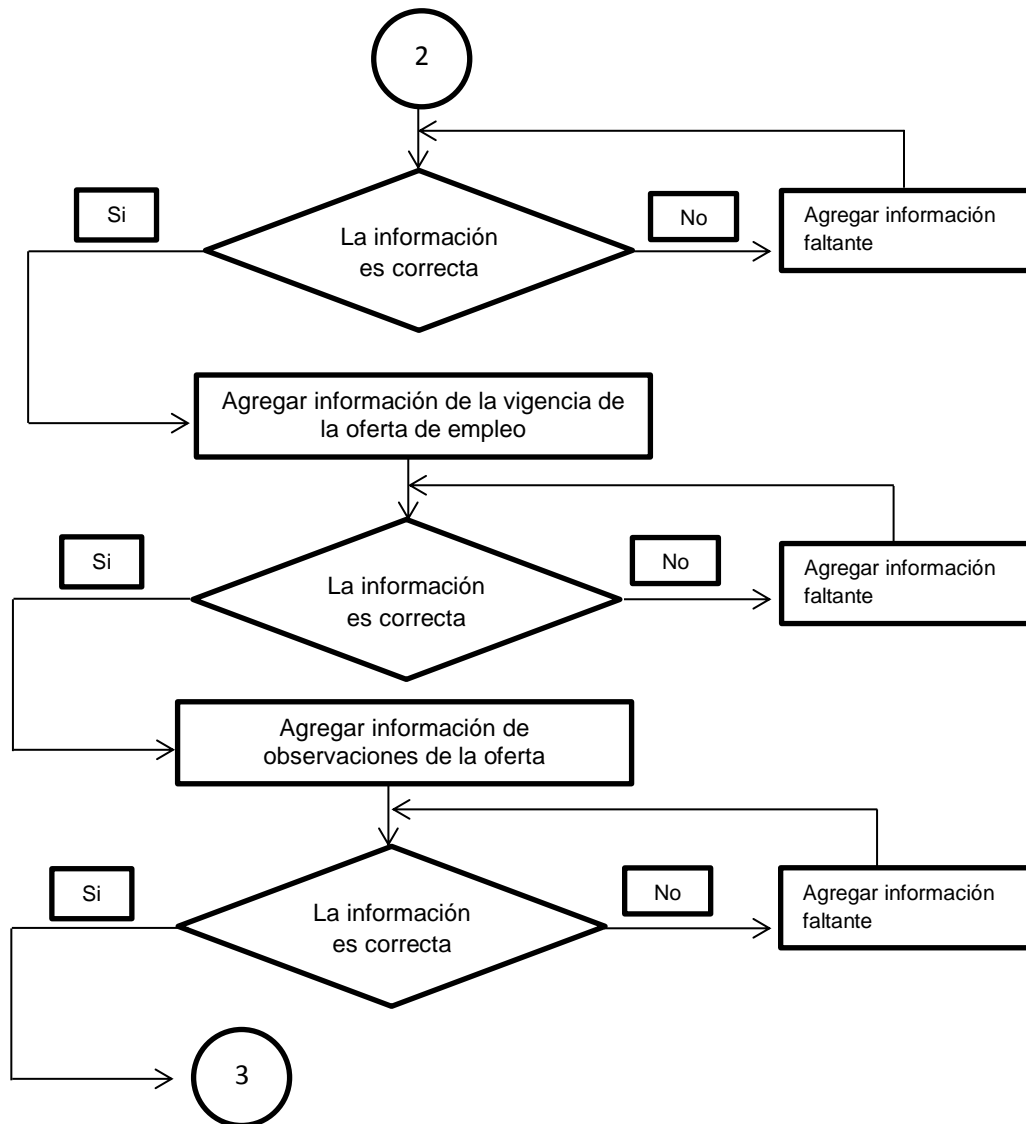 2
Si
La información
es correcta
No
Agregar información
faltante
Agregar información de la vigencia de
la oferta de empleo
Si
La información
es correcta
No
Agregar información
faltante
Agregar información de
observaciones de la oferta
Si
La información
es correcta
No
Agregar información
faltante
3